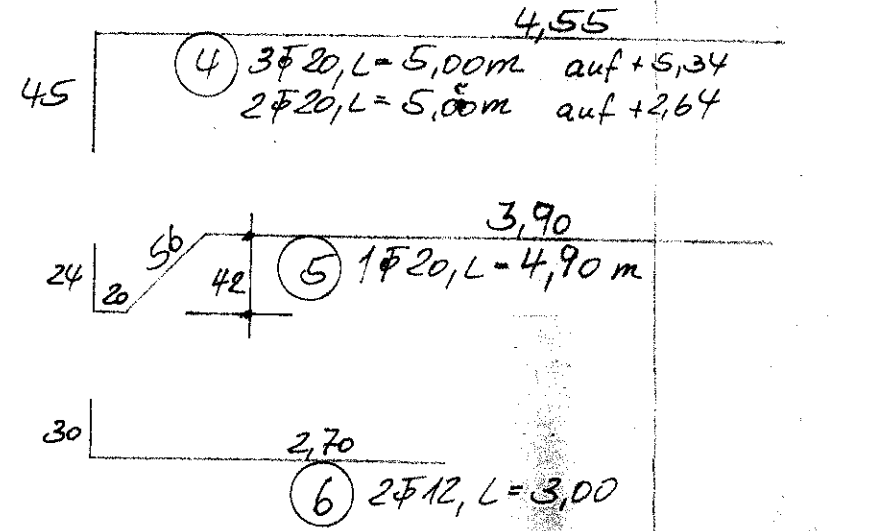 4,55
45
4 3Φ20, L = 5,00m auf + 5,34
2Φ20, L = 5,00m auf + 2,64
3,90
24 20 56 42
5 1Φ20, L = 4,90 m
30
2,70
6 2Φ12, L = 3,00